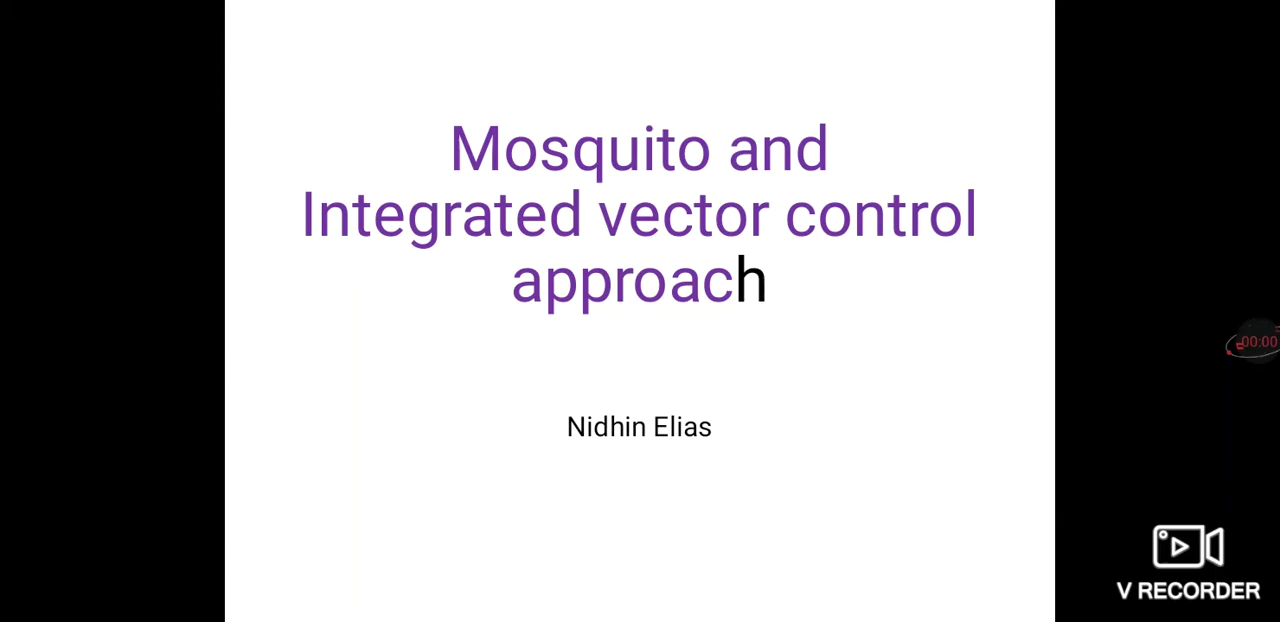 Mosquito and
Integrated vector control
approach
Nidhin Elias
00:00
V RECORDER